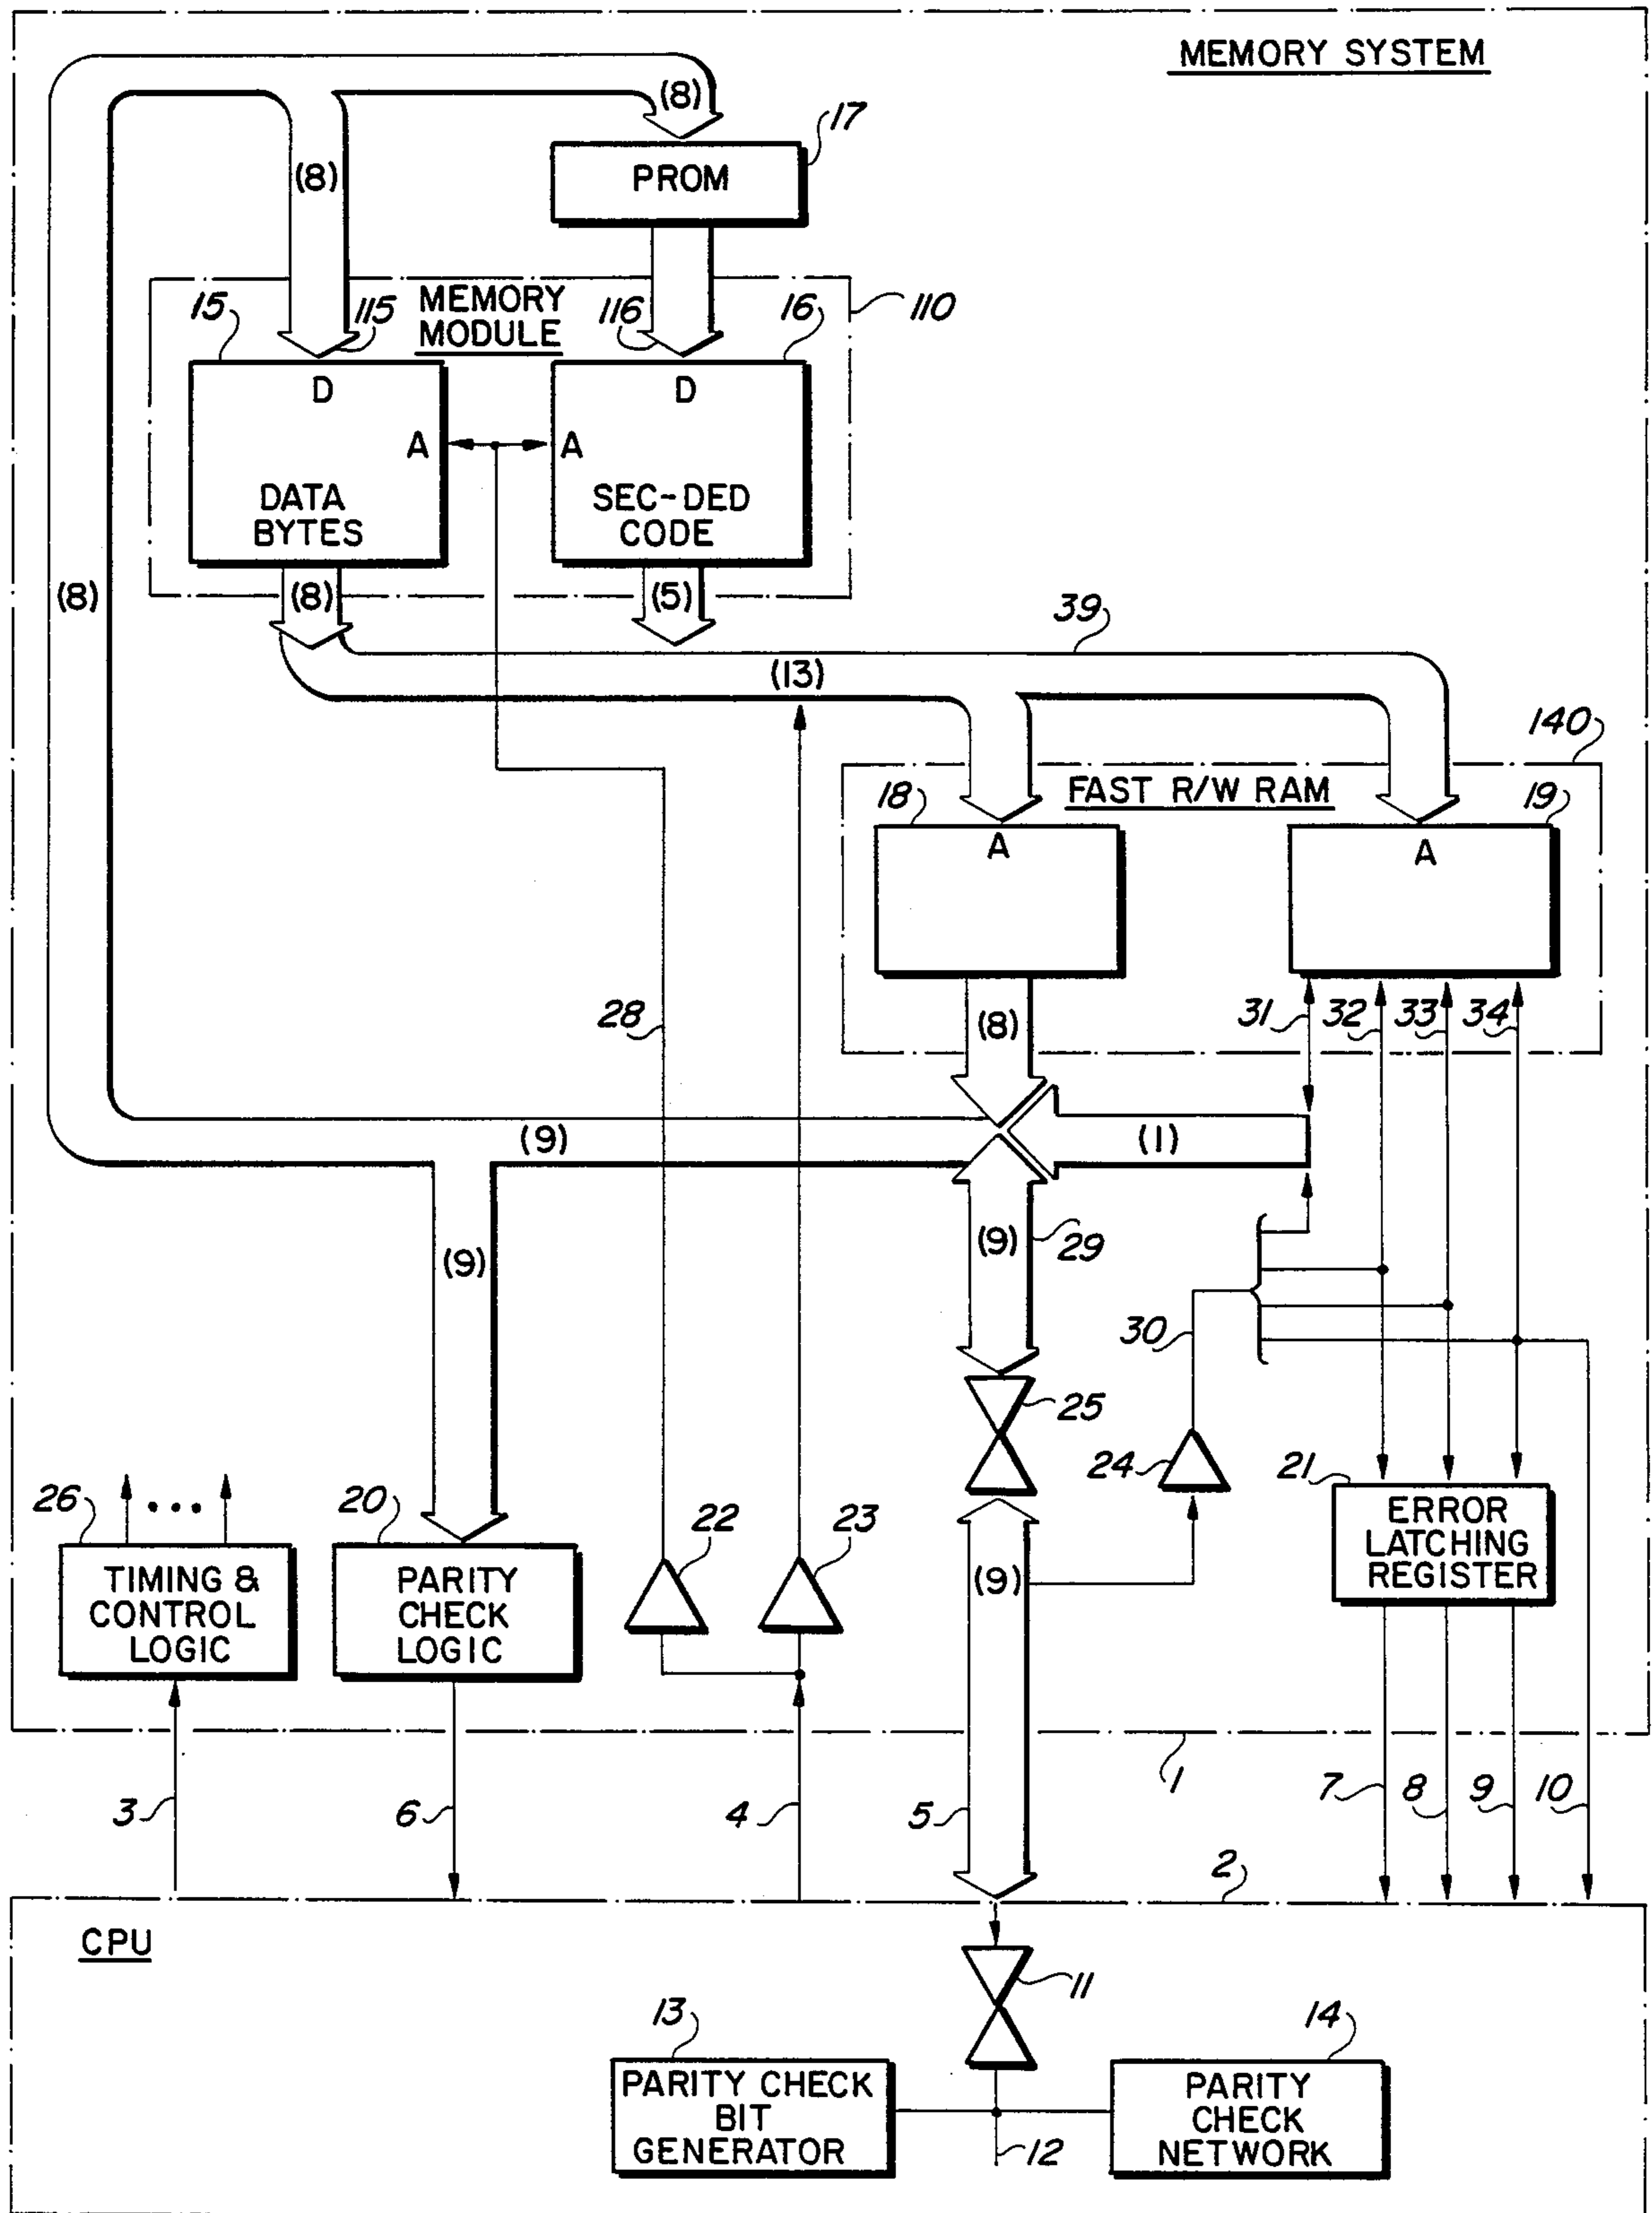 MEMORY SYSTEM
(8)
17
PROM
(8)
15
115
MEMORY
MODULE
116
16
110
D
D
A
A
DATA
BYTES
SEC-DED
CODE
(8)
(8)
(5)
39
(13)
140
18
FAST R/W RAM
19
A
A
28
(8)
31
32
33
34
(9)
(1)
(9)
(9)
29
30
25
24
21
26
20
22
23
ERROR
LATCHING
REGISTER
TIMING &
CONTROL
LOGIC
PARITY
CHECK
LOGIC
(9)
1
3
6
4
5
7
8
9
10
2
CPU
11
13
14
PARITY CHECK
BIT
GENERATOR
PARITY
CHECK
NETWORK
12